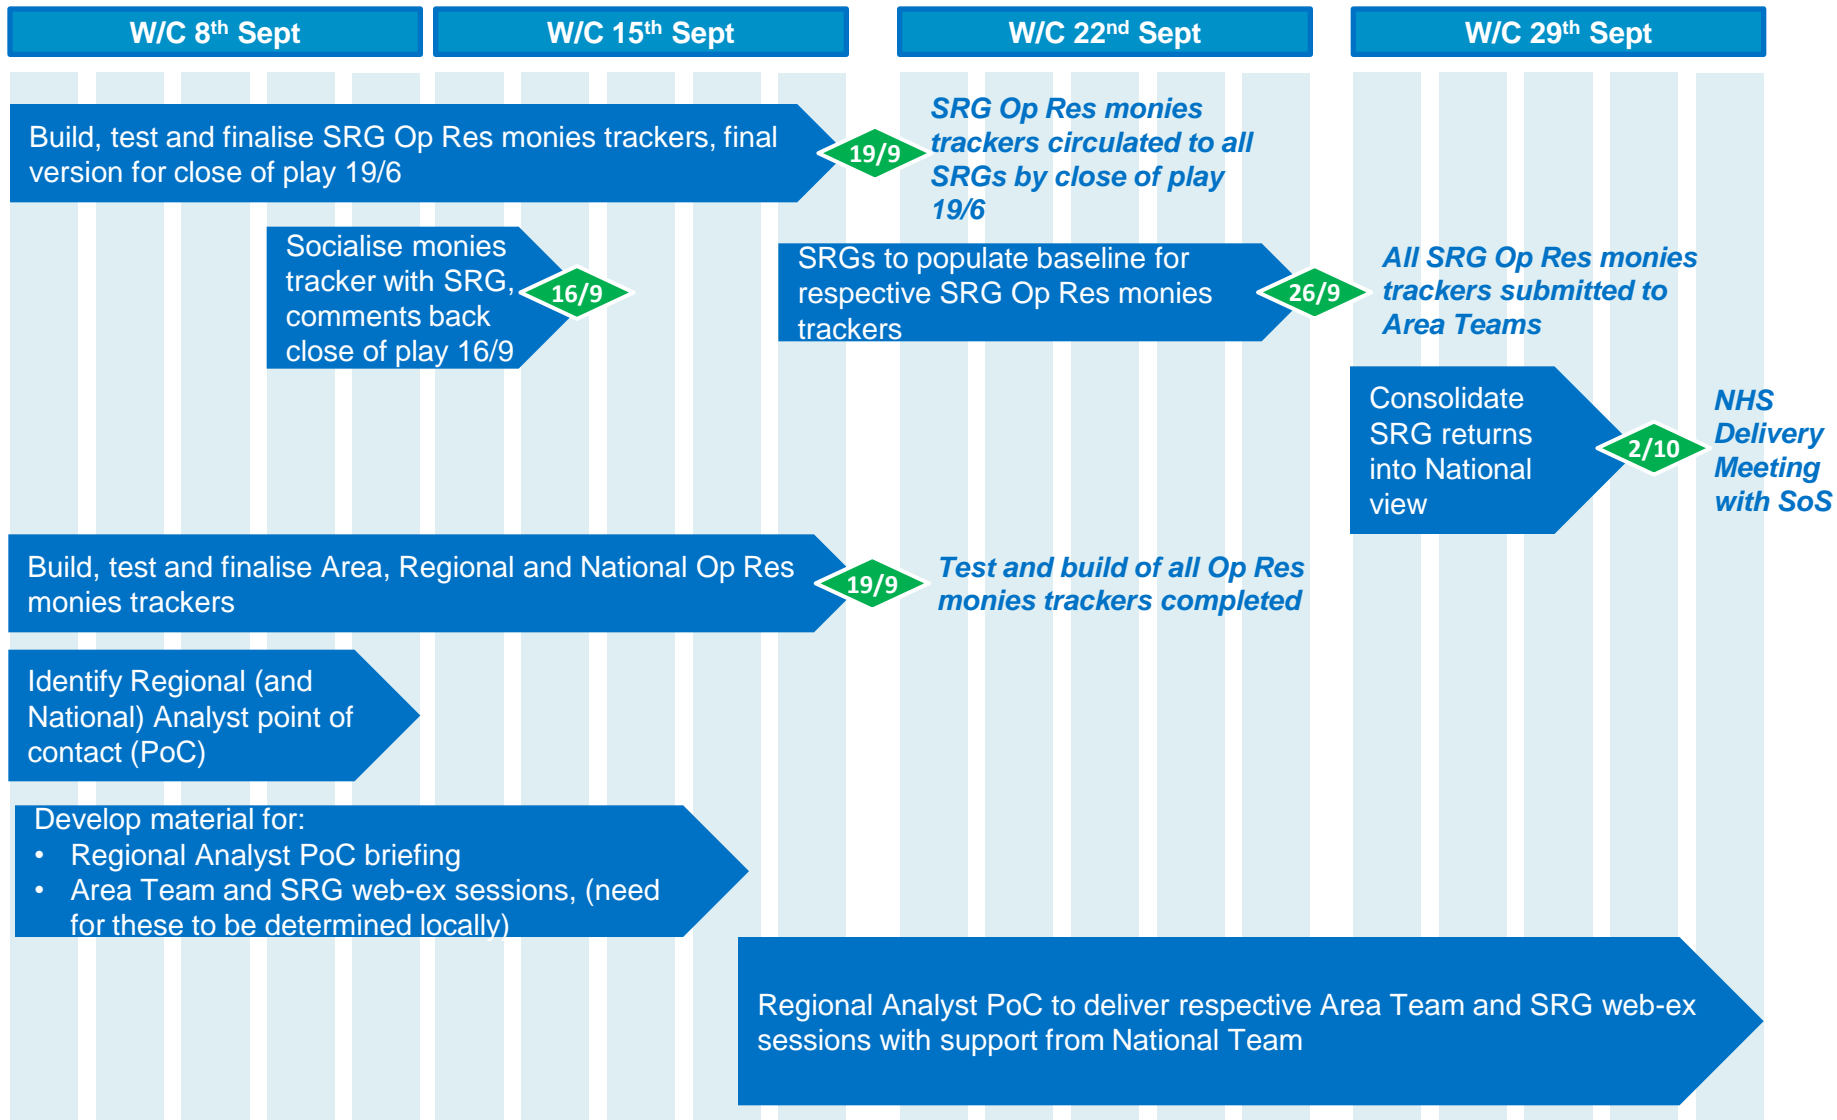 W/C 8th Sept
W/C 15th Sept
W/C 22nd Sept
W/C 29th Sept
Build, test and finalise SRG Op Res monies trackers, final
version for close of play 19/6
19/9
SRG Op Res monies
trackers circulated to all
SRGs by close of play
19/6
Socialise monies
tracker with SRG,
comments back
close of play 16/9
16/9
SRGs to populate baseline for
respective SRG Op Res monies
trackers
26/9
All SRG Op Res monies
trackers submitted to
Area Teams
Consolidate
SRG returns
into National
view
2/10
NHS
Delivery
Meeting
with SoS
Build, test and finalise Area, Regional and National Op Res
monies trackers
19/9
Test and build of all Op Res
monies trackers completed
Identify Regional (and
National) Analyst point of
contact (PoC)
Develop material for:
• Regional Analyst PoC briefing
• Area Team and SRG web-ex sessions, (need
for these to be determined locally)
Regional Analyst PoC to deliver respective Area Team and SRG web-ex
sessions with support from National Team